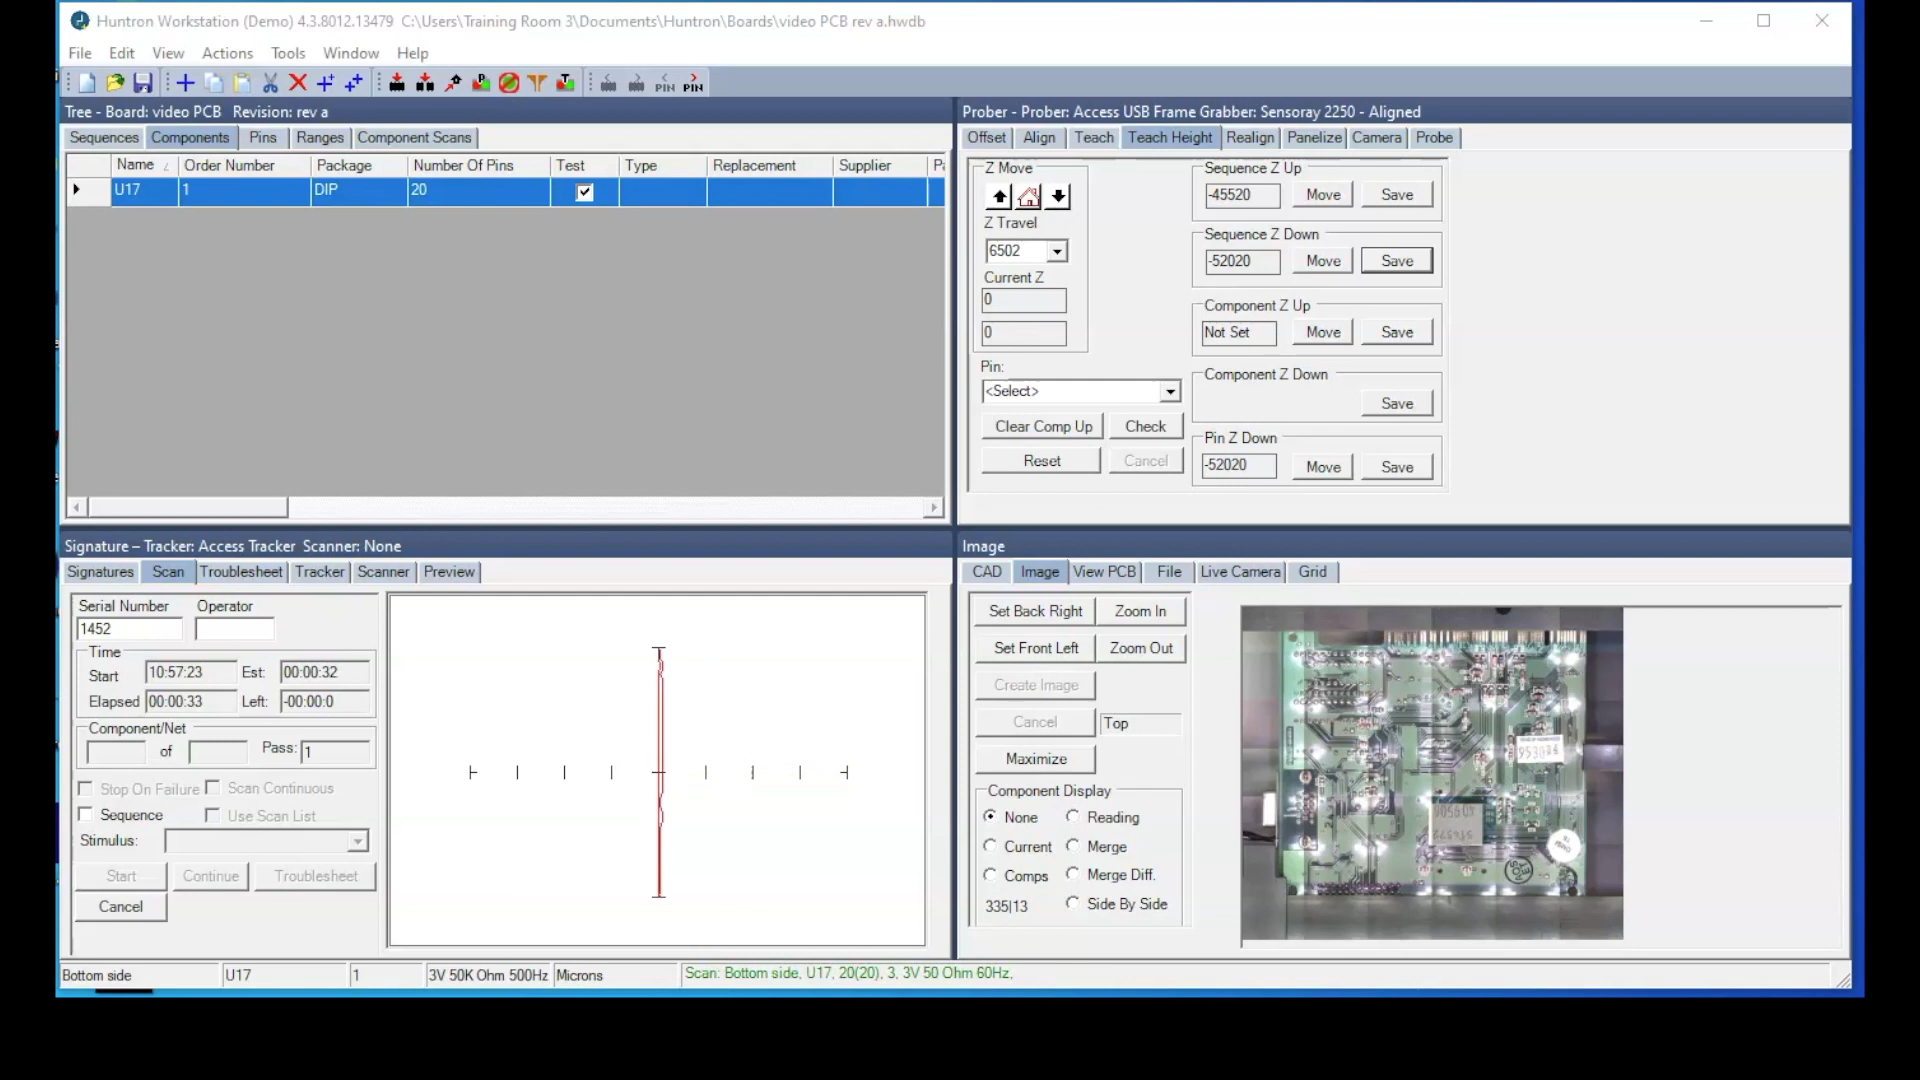 Huntron Workstation (Demo) 4.3.8012.13479 C:\Users\Training Room 3\Documents\Huntron\Boards\video PCB rev a.hwdb
File Edit View Actions Tools Window Help
PIN PIN
Tree - Board: video PCB Revision: rev a
Sequences Components Pins Ranges Component Scans
Name Order Number Package Number Of Pins Test Type Replacement Supplier
U17 1 DIP 20
Prober - Prober: Access USB Frame Grabber: Sensoray 2250 - Aligned
Offset Align Teach Teach Height Realign Panelize Camera Probe
Z Move
Z Travel
6502
Current Z
0
0
Pin:
<Select>
Clear Comp Up Check
Reset Cancel
Sequence Z Up
-45520 Move Save
Sequence Z Down
-52020 Move Save
Component Z Up
Not Set Move Save
Component Z Down
Save
Pin Z Down
-52020 Move Save
Signature – Tracker: Access Tracker Scanner: None
Signatures Scan Troublesheet Tracker Scanner Preview
Serial Number Operator
1452
Time
Start 10:57:23 Est: 00:00:32
Elapsed 00:00:33 Left: -00:00:0
Component/Net
of Pass: 1
Stop On Failure Scan Continuous
Sequence Use Scan List
Stimulus:
Start Continue Troublesheet
Cancel
Image
CAD Image View PCB File Live Camera Grid
Set Back Right Zoom In
Set Front Left Zoom Out
Create Image
Cancel Top
Maximize
Component Display
None Reading
Current Merge
Comps Merge Diff.
335|13 Side By Side
Bottom side U17 1 3V 50K Ohm 500Hz Microns Scan: Bottom side, U17, 20(20), 3, 3V 50 Ohm 60Hz,